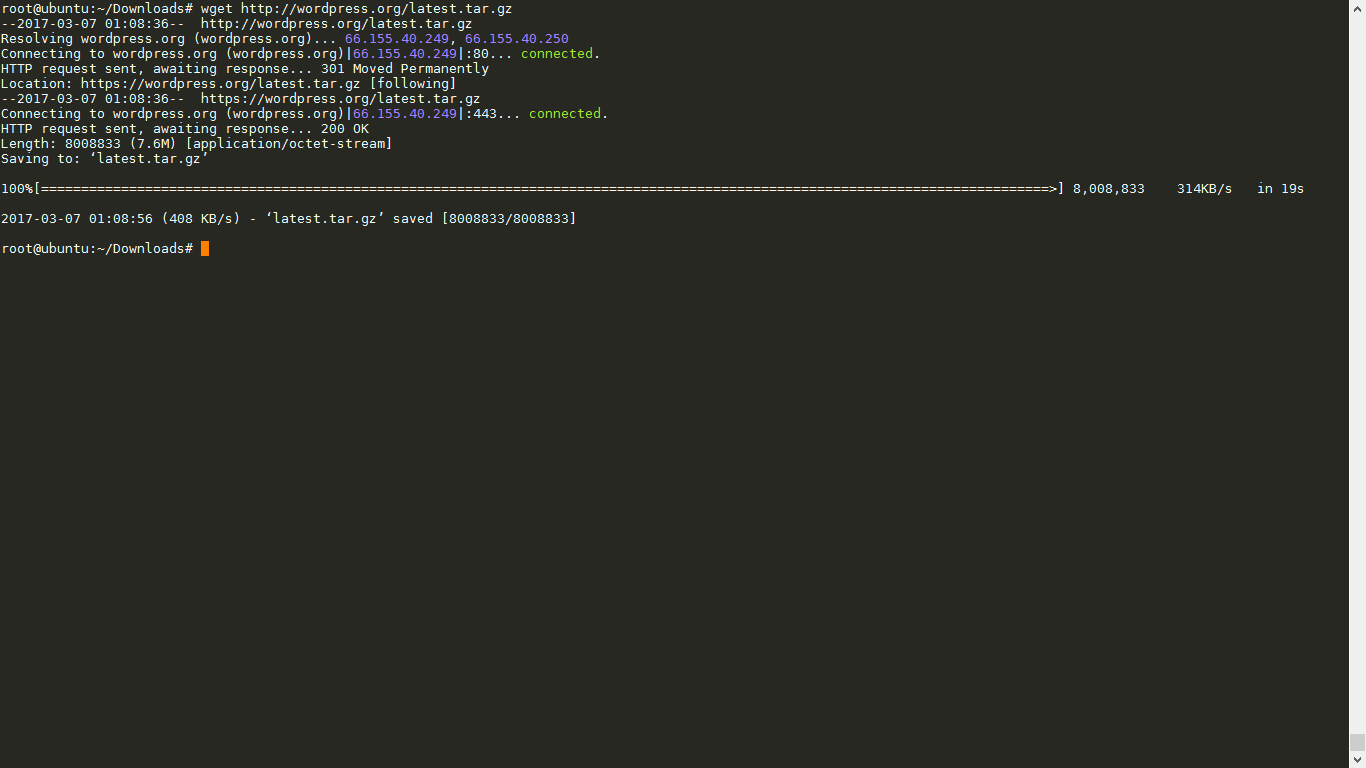 root@ubuntu:~/Downloads# wget http://wordpress.org/latest.tar.gz
--2017-03-07 01:08:36--  http://wordpress.org/latest.tar.gz
Resolving wordpress.org (wordpress.org)... 66.155.40.249, 66.155.40.250
Connecting to wordpress.org (wordpress.org)|66.155.40.249|:80... connected.
HTTP request sent, awaiting response... 301 Moved Permanently
Location: https://wordpress.org/latest.tar.gz [following]
--2017-03-07 01:08:36--  https://wordpress.org/latest.tar.gz
Connecting to wordpress.org (wordpress.org)|66.155.40.249|:443... connected.
HTTP request sent, awaiting response... 200 OK
Length: 8008833 (7.6M) [application/octet-stream]
Saving to: ‘latest.tar.gz’
100%[==============================================================================================================================>] 8,008,833    314KB/s   in 19s
2017-03-07 01:08:56 (408 KB/s) - ‘latest.tar.gz’ saved [8008833/8008833]
root@ubuntu:~/Downloads#